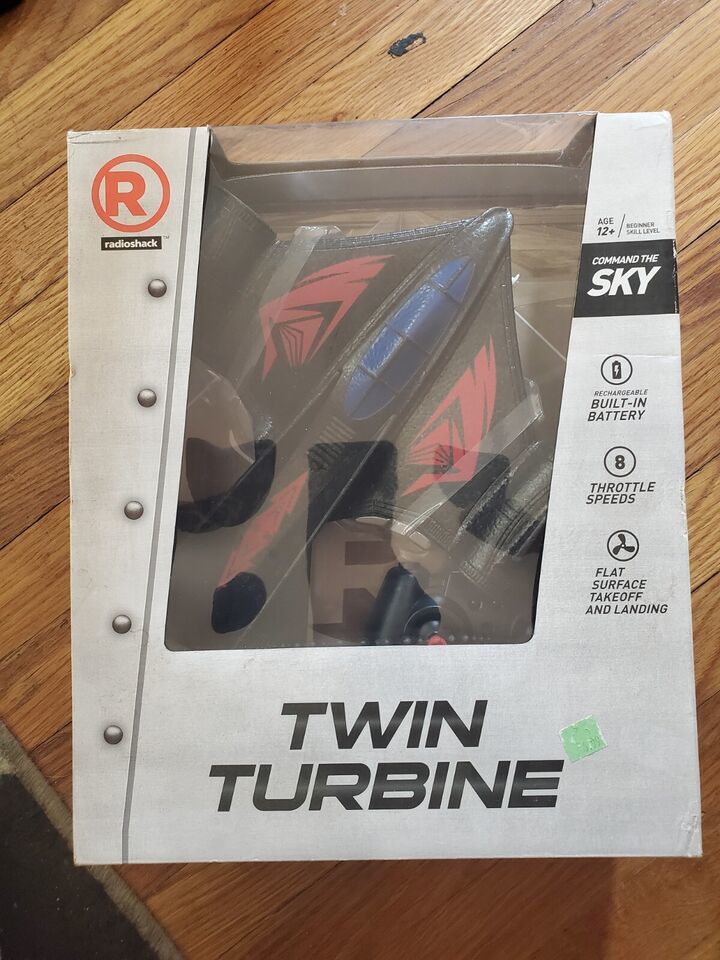 R
radioshack™
AGE
12+
BEGINNER
SKILL LEVEL
COMMAND THE
SKY
RECHARGEABLE
BUILT-IN
BATTERY
8
THROTTLE
SPEEDS
FLAT
SURFACE
TAKEOFF
AND LANDING
R
TWIN
TURBINE